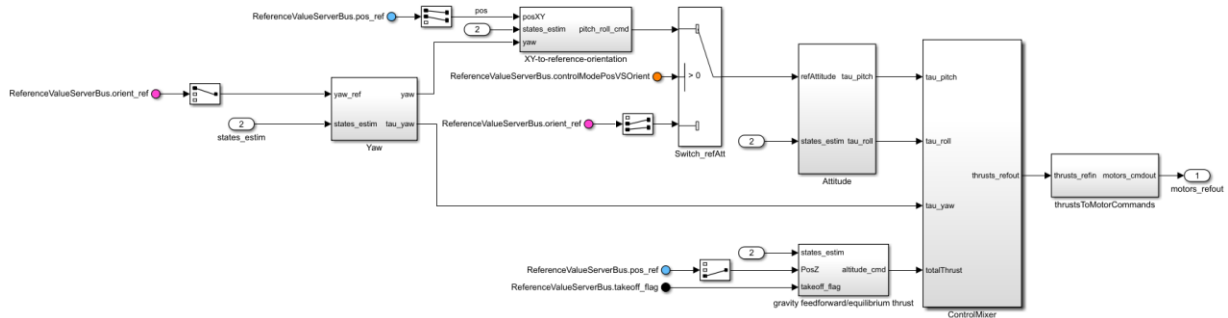 ReferenceValueServerBus.pos_ref
pos
posXY
2
states_estim
pitch_roll_cmd
yaw
XY-to-reference-orientation
ReferenceValueServerBus.controlModePosVSOrient
> 0
ReferenceValueServerBus.orient_ref
yaw_ref
yaw
2
states_estim
states_estim
tau_yaw
Yaw
ReferenceValueServerBus.orient_ref
Switch_refAtt
refAttitude
tau_pitch
2
states_estim
tau_roll
Attitude
tau_pitch
tau_roll
thrusts_refout
tau_yaw
totalThrust
ControlMixer
thrusts_refin
motors_cmdout
thrustsToMotorCommands
1
motors_refout
2
states_estim
ReferenceValueServerBus.pos_ref
PosZ
altitude_cmd
ReferenceValueServerBus.takeoff_flag
takeoff_flag
gravity feedforward/equilibrium thrust